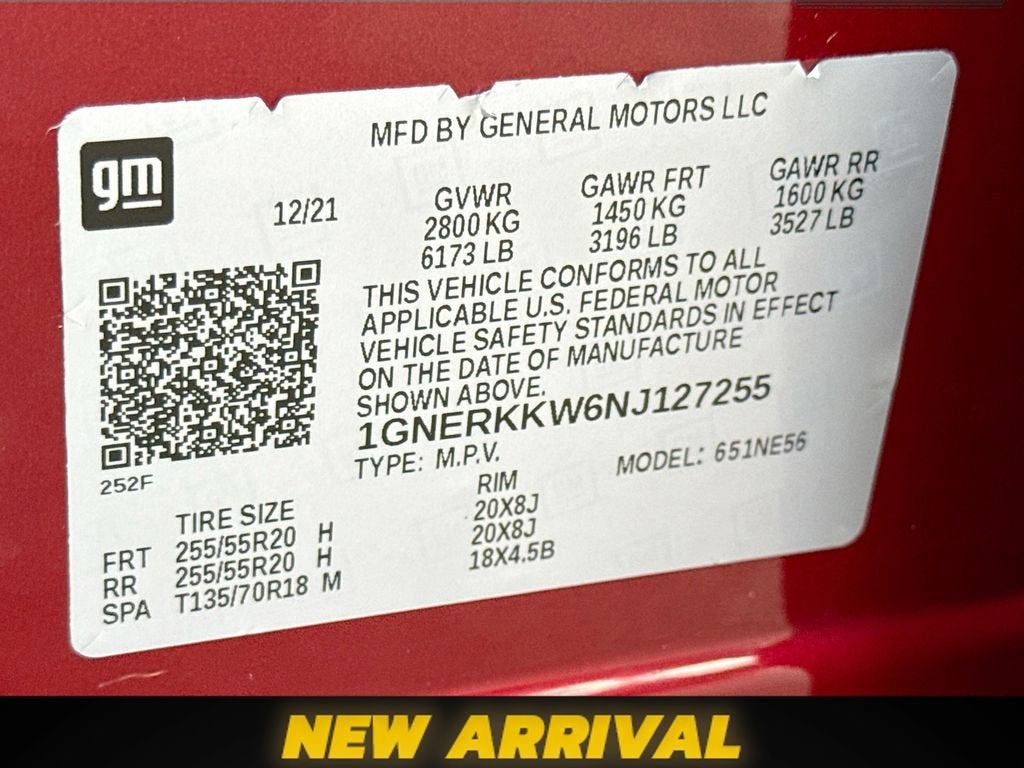 MFD BY GENERAL MOTORS LLC
gm
12/21
GVWR
2800 KG
6173 LB
GAWR FRT
1450 KG
3196 LB
GAWR RR
1600 KG
3527 LB
THIS VEHICLE CONFORMS TO ALL
APPLICABLE U.S. FEDERAL MOTOR
VEHICLE SAFETY STANDARDS IN EFFECT
ON THE DATE OF MANUFACTURE
SHOWN ABOVE.
1GNERKKW6NJ127255
TYPE: M.P.V. MODEL: 651NE56
252F
TIRE SIZE RIM
FRT 255/55R20 H 20X8J
RR 255/55R20 H 20X8J
SPA T135/70R18 M 18X4.5B
NEW ARRIVAL